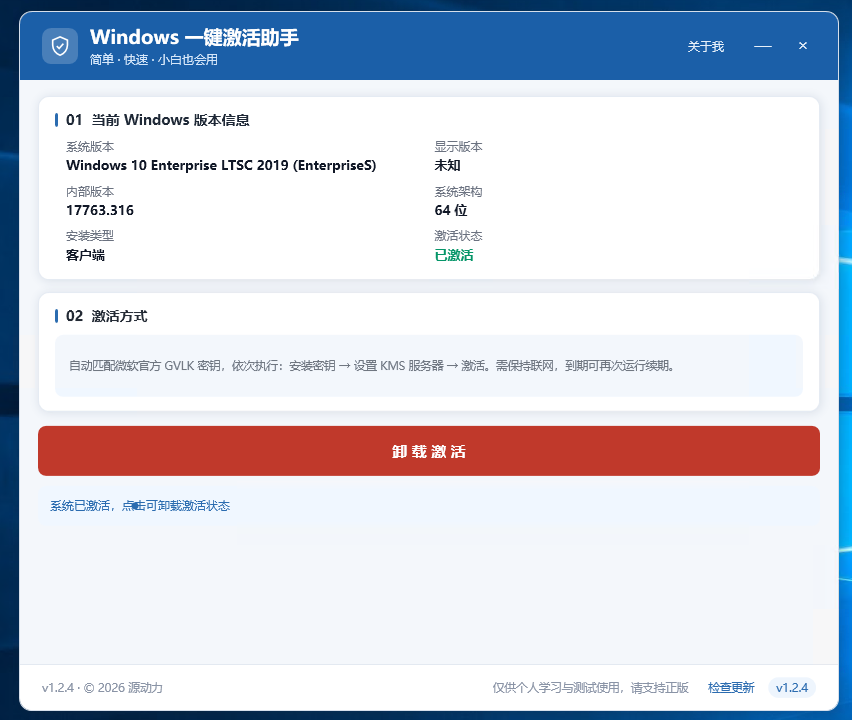 Windows 一键激活助手
简单 · 快速 · 小白也会用
关于我
01 当前 Windows 版本信息
系统版本
Windows 10 Enterprise LTSC 2019 (EnterpriseS)
显示版本
未知
内部版本
17763.316
系统架构
64 位
安装类型
客户端
激活状态
已激活
02 激活方式
自动匹配微软官方 GVLK 密钥，依次执行：安装密钥 → 设置 KMS 服务器 → 激活。需保持联网，到期可再次运行续期。
卸载激活
系统已激活，点击可卸载激活状态
v1.2.4 · © 2026 源动力
仅供个人学习与测试使用，请支持正版
检查更新
v1.2.4